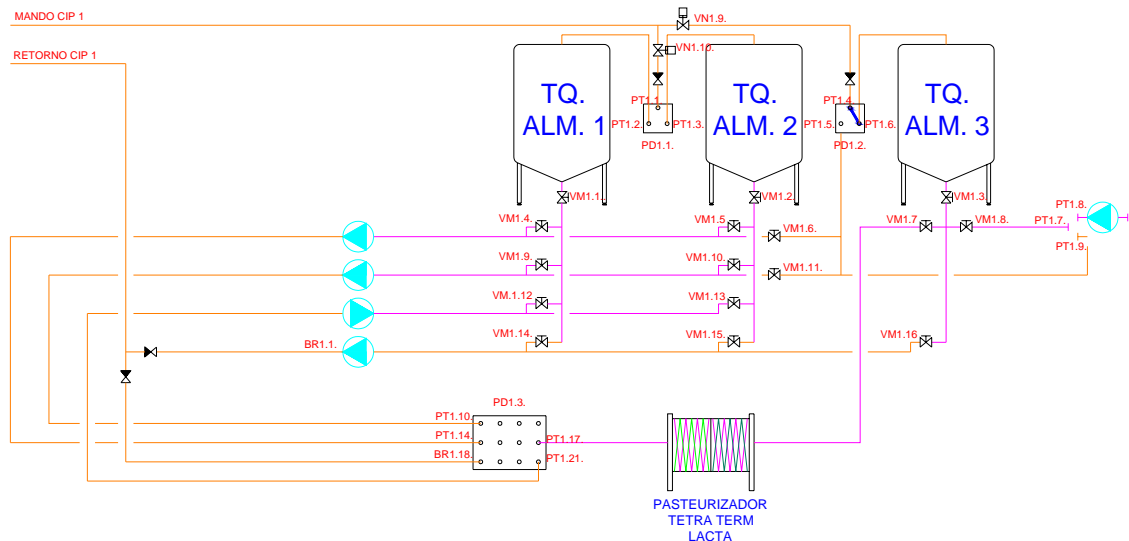 MANDO CIP 1
VN1.9.
RETORNO CIP 1
VN1.10.
TQ.
ALM. 1
TQ.
ALM. 2
TQ.
ALM. 3
PT1.1.
PT1.2.
PT1.3.
PD1.1.
PT1.4.
PT1.5.
PT1.6.
PD1.2.
VM1.1.
VM1.2.
VM1.3.
VM1.4.
VM1.5.
VM1.6.
VM1.7
VM1.8.
PT1.8.
PT1.7.
PT1.9.
VM1.9.
VM1.10.
VM1.11.
VM.1.12
VM1.13.
BR1.1.
VM1.14.
VM1.15.
VM1.16.
PD1.3.
PT1.10.
PT1.14.
PT1.17.
BR1.18.
PT1.21.
PASTEURIZADOR
TETRA TERM
LACTA